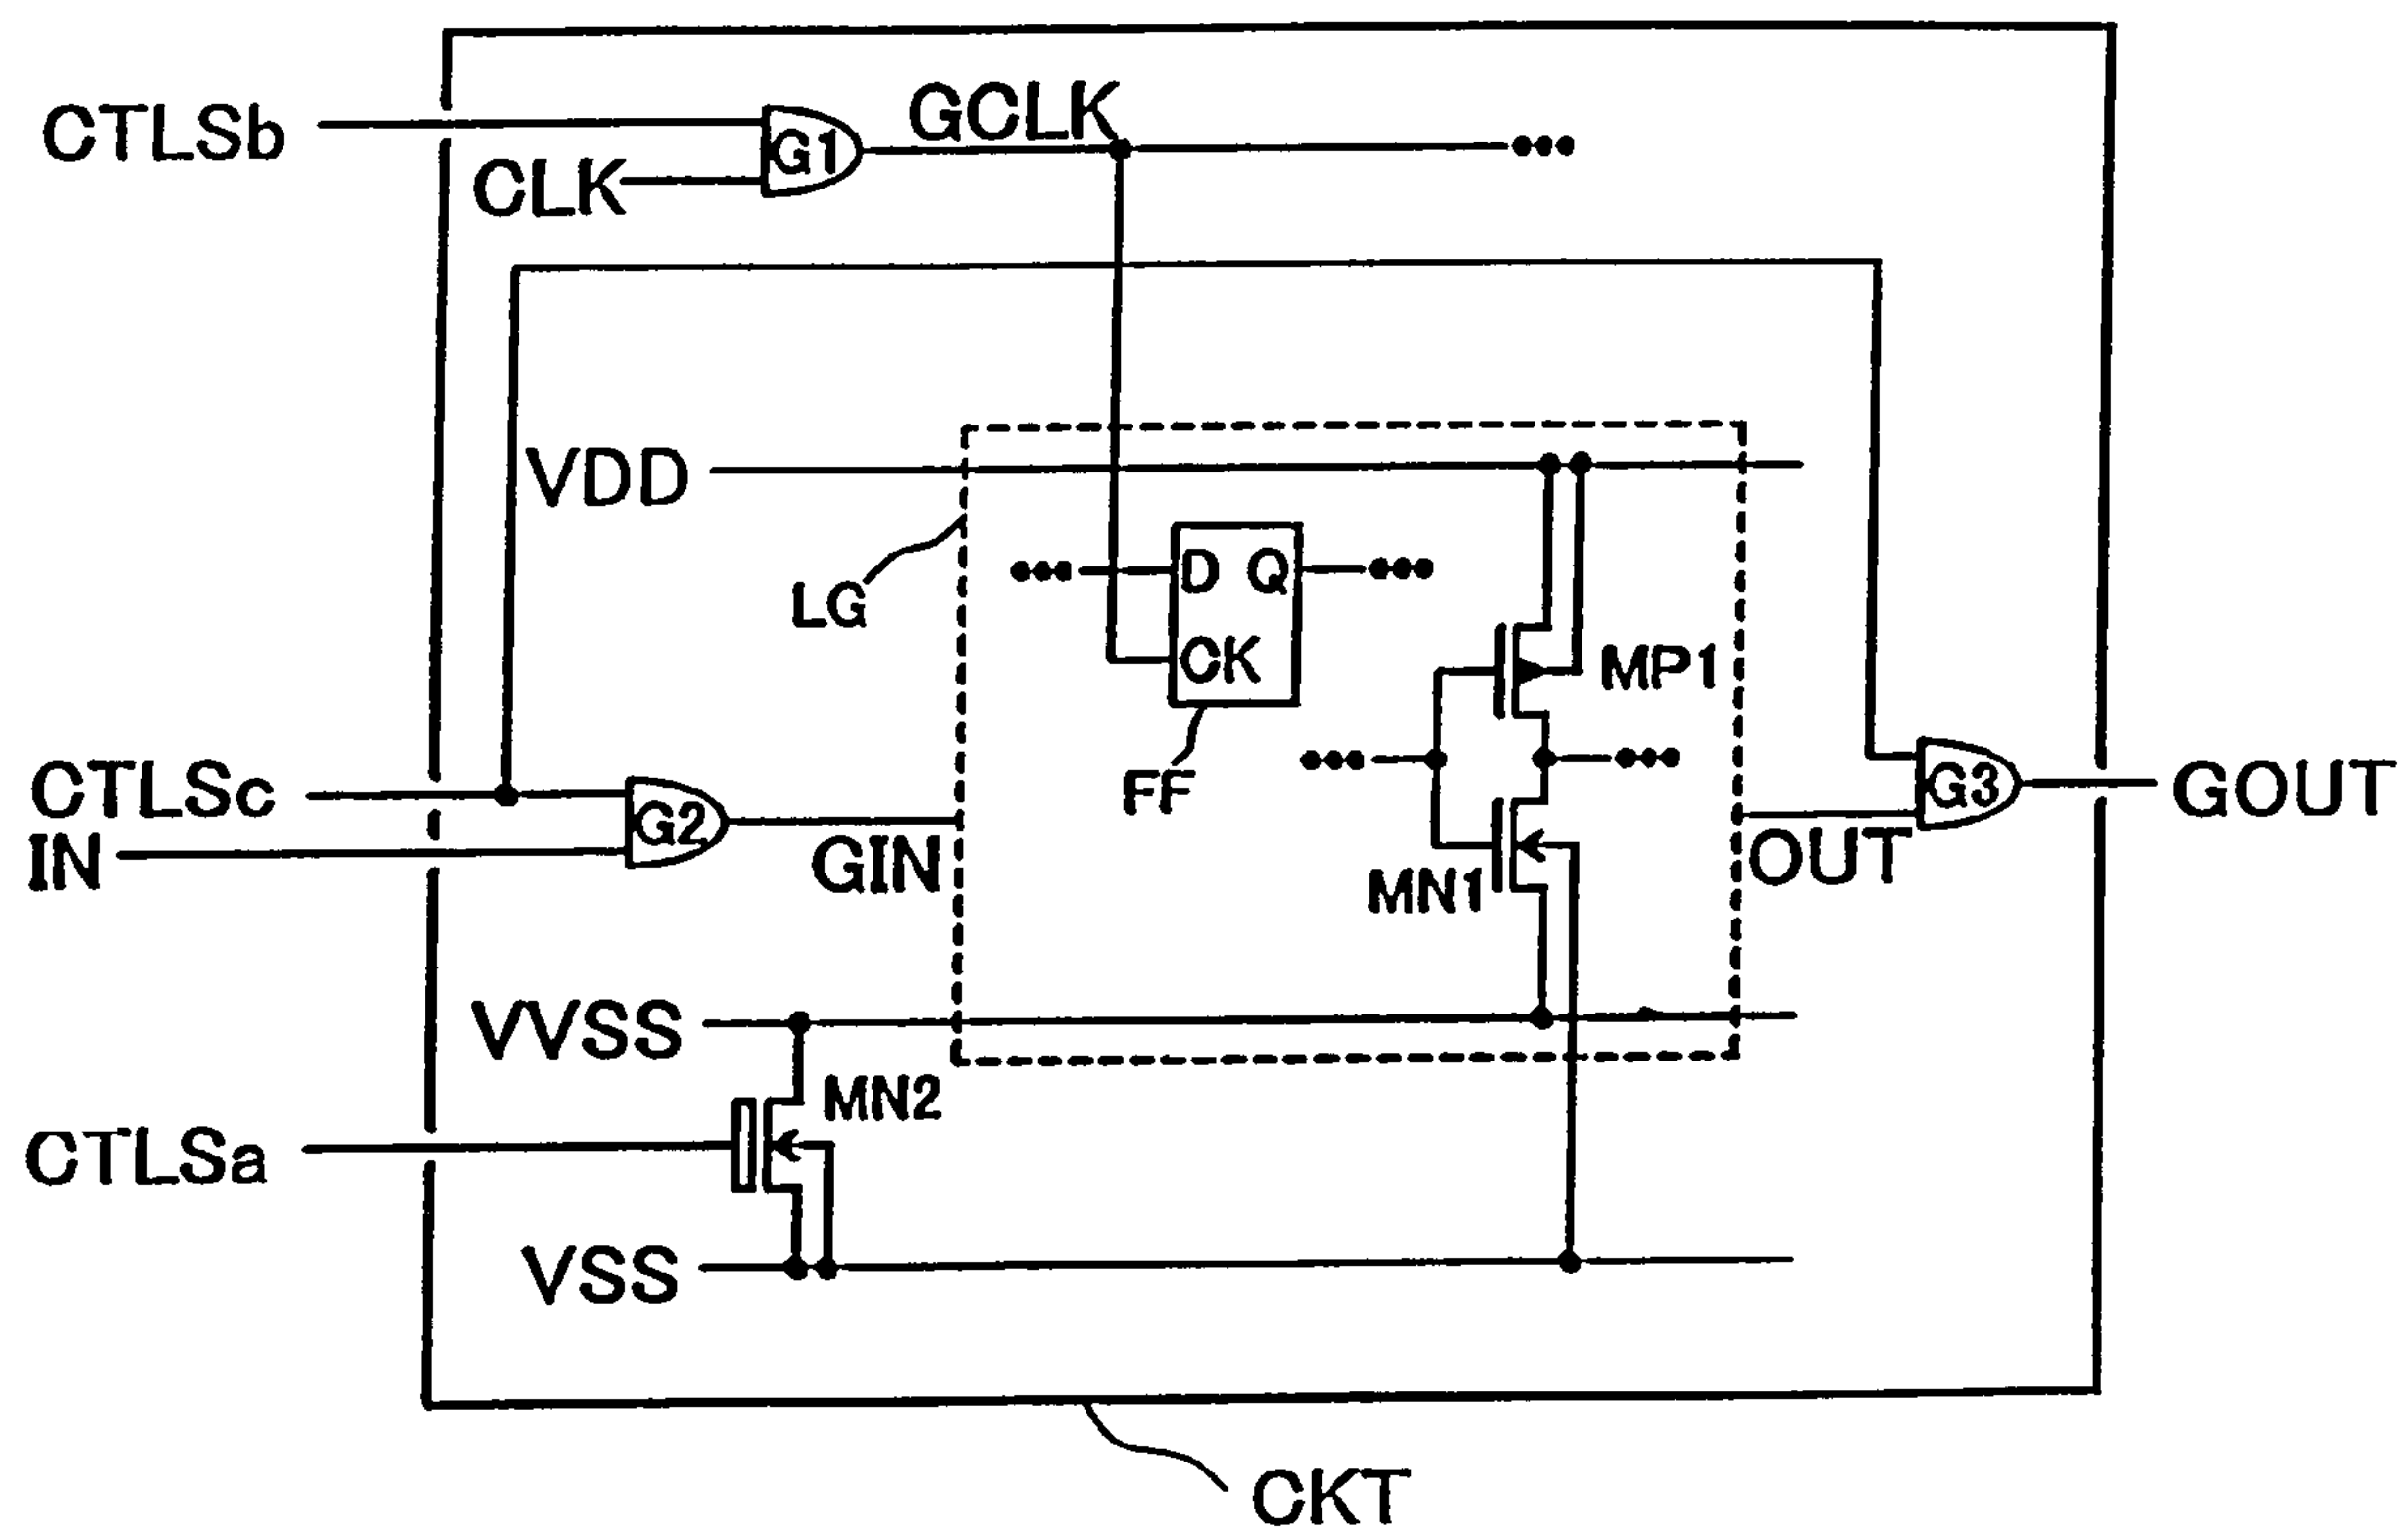 CTLSb
CLK
G1
GCLK
VDD
LG
D Q
CK
FF
MP1
CTLSc
IN
G2
GIN
MN1
G3
GOUT
OUT
VVSS
MN2
CTLSa
VSS
CKT